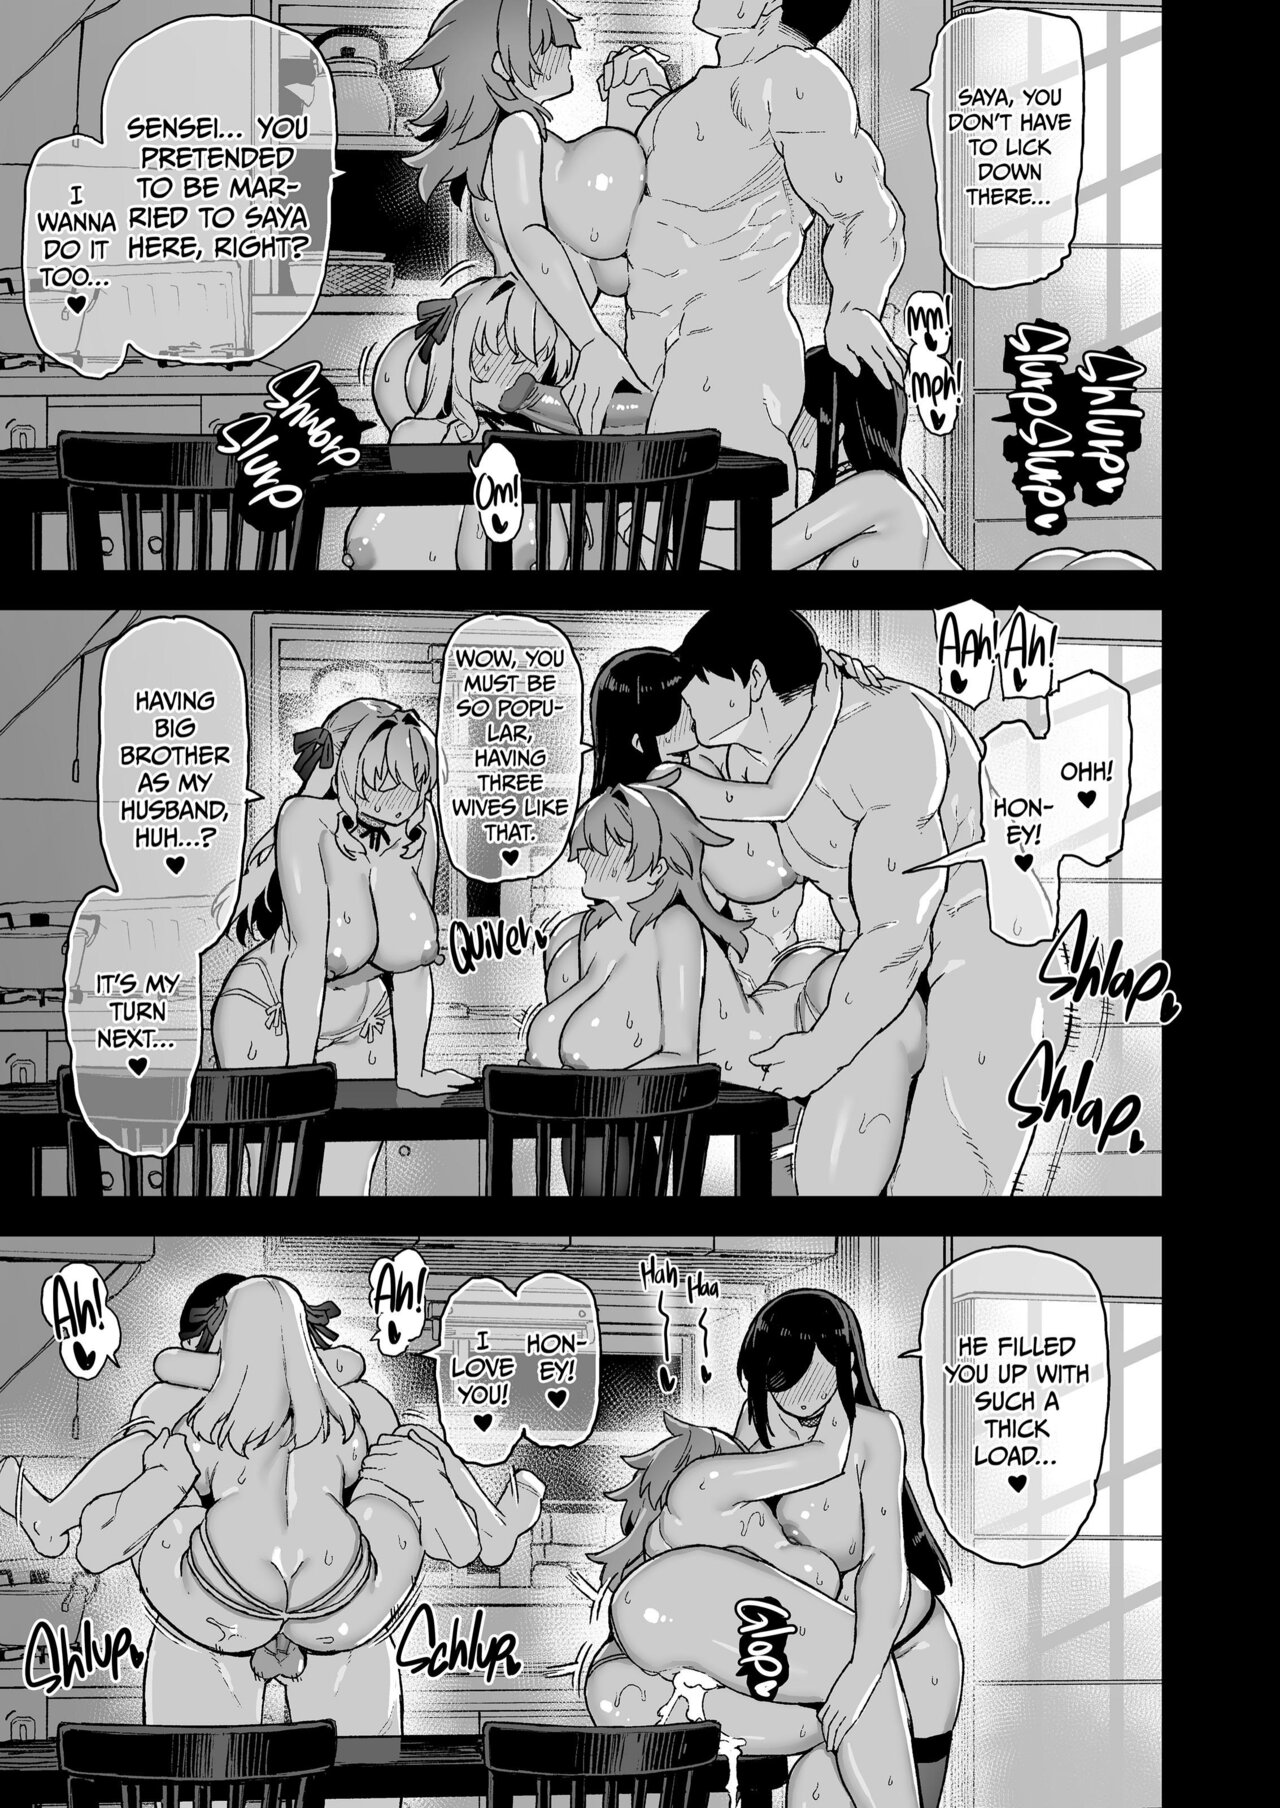 SAYA, YOU
DON'T HAVE
TO LICK
DOWN
THERE...
MM!
MPH!
GHLURP
GLURPGLURP
SENSEI... YOU
PRETENDED
TO BE MAR-
RIED TO SAYA
HERE, RIGHT?
I
WANNA
DO IT
TOO...
OM!
SHWORP
SLURP
AH!
AAH!
OHH!
HON-
EY!
SHLAP
SHLAP
WOW, YOU
MUST BE
SO POPU-
LAR,
HAVING
THREE
WIVES LIKE
THAT.
QUIVER
HAVING
BIG
BROTHER
AS MY
HUSBAND,
HUH...?
IT'S MY
TURN
NEXT...
HE FILLED
YOU UP WITH
SUCH A
THICK
LOAD...
HAH
HAA
GLOP
HON-
EY!
I
LOVE
YOU!
AH!
AH!
SCHLUP
GHLUP